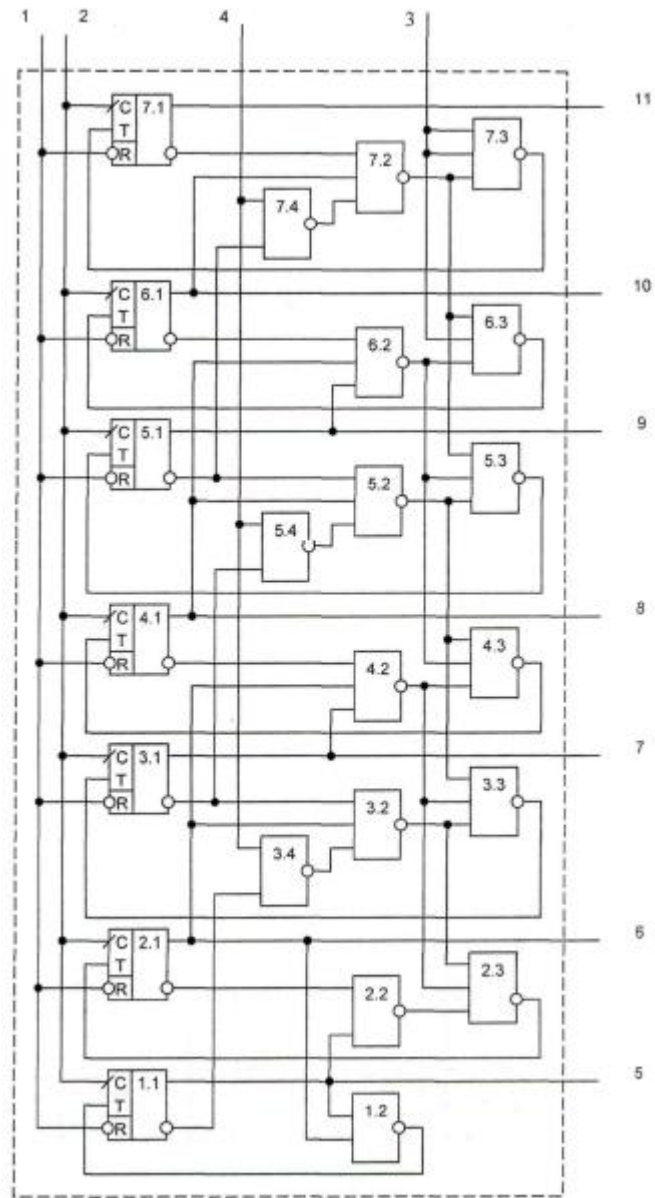 1 2 4 3
C 7.1 11
T 7.3
R 7.2
7.4
C 6.1 10
T 6.3
R 6.2
C 5.1 9
T 5.3
R 5.2
5.4
C 4.1 8
T 4.3
R 4.2
C 3.1 7
T 3.3
R 3.2
3.4
C 2.1 6
T 2.3
R 2.2
C 1.1 5
T 1.2
R